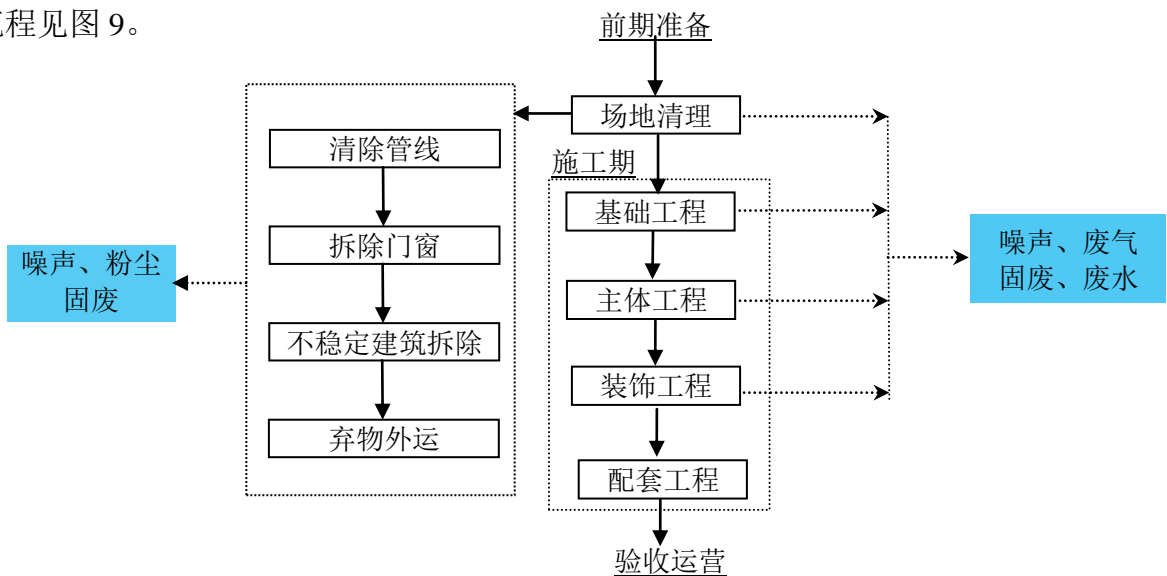 流程见图 9。
前期准备
场地清理
清除管线
施工期
基础工程
拆除门窗
噪声、粉尘
固废
噪声、废气
固废、废水
主体工程
不稳定建筑拆除
装饰工程
弃物外运
配套工程
验收运营